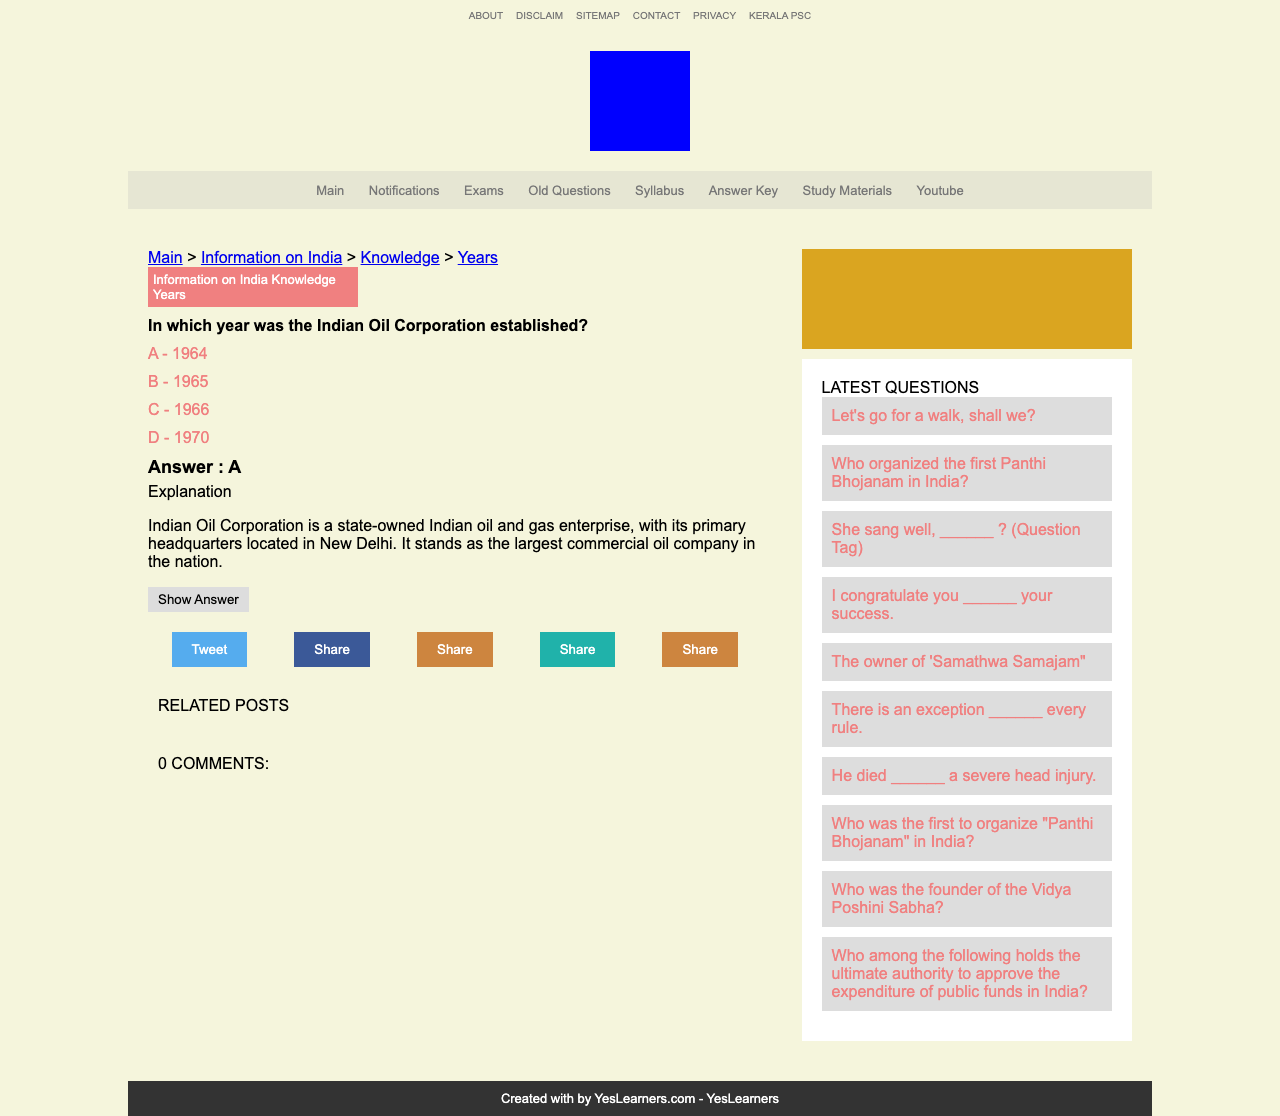 ABOUT DISCLAIM SITEMAP CONTACT PRIVACY KERALA PSC
Main Notifications Exams Old Questions Syllabus Answer Key Study Materials Youtube
Main > Information on India > Knowledge > Years
Information on India Knowledge
Years
In which year was the Indian Oil Corporation established?
A - 1964
B - 1965
C - 1966
D - 1970
Answer : A
Explanation
Indian Oil Corporation is a state-owned Indian oil and gas enterprise, with its primary
headquarters located in New Delhi. It stands as the largest commercial oil company in
the nation.
Show Answer
Tweet Share Share Share Share
RELATED POSTS
0 COMMENTS:
LATEST QUESTIONS
Let's go for a walk, shall we?
Who organized the first Panthi
Bhojanam in India?
She sang well, ______ ? (Question
Tag)
I congratulate you ______ your
success.
The owner of 'Samathwa Samajam"
There is an exception ______ every
rule.
He died ______ a severe head injury.
Who was the first to organize "Panthi
Bhojanam" in India?
Who was the founder of the Vidya
Poshini Sabha?
Who among the following holds the
ultimate authority to approve the
expenditure of public funds in India?
Created with by YesLearners.com - YesLearners